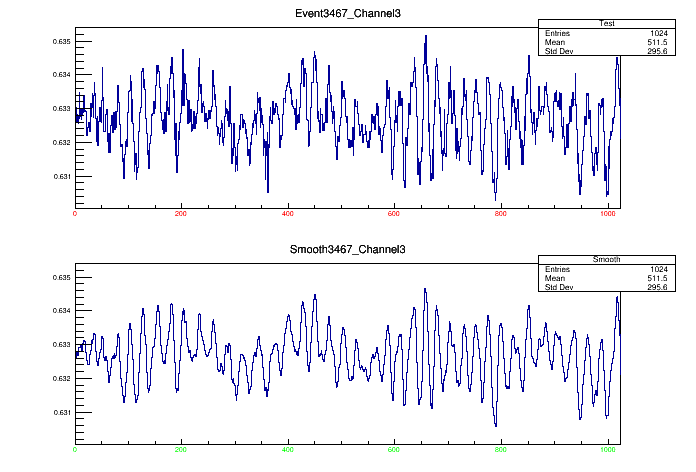 Event3467_Channel3
Test
Entries 1024
Mean 511.5
Std Dev 295.6
0.635
0.634
0.633
0.632
0.631
0 200 400 600 800 1000
Smooth3467_Channel3
Smooth
Entries 1024
Mean 511.5
Std Dev 295.6
0.635
0.634
0.633
0.632
0.631
0 200 400 600 800 1000